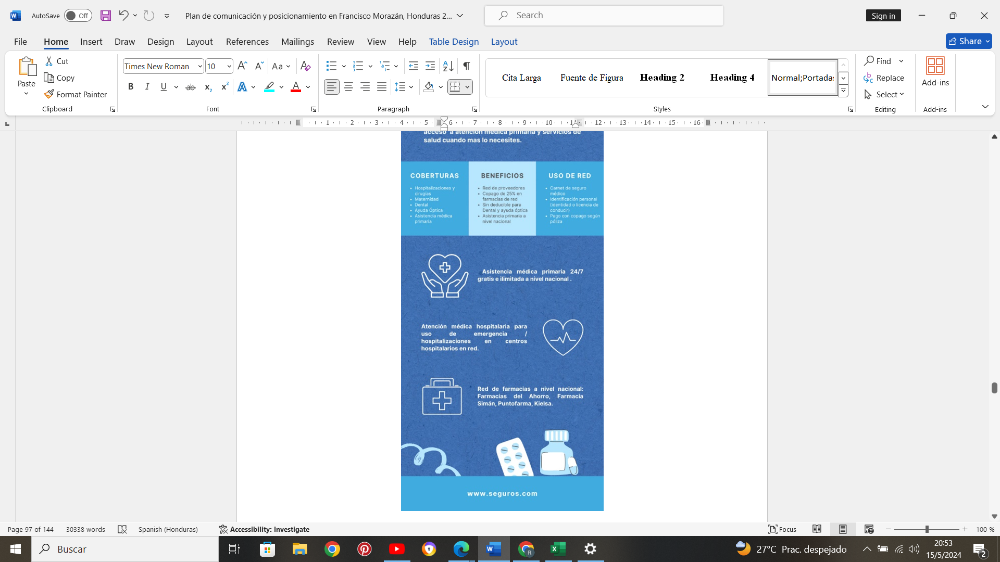 AutoSave Off Plan de comunicación y posicionamiento en Francisco Morazán, Honduras 2... Search Sign in
File Home Insert Draw Design Layout References Mailings Review View Help Table Design Layout Share
Paste
Cut
Copy
Format Painter
Clipboard
Times New Roman 10
Font
Paragraph
Cita Larga Fuente de Figura Heading 2 Heading 4 Normal;Portadas
Styles
Find
Replace
Select
Editing
Add-ins
Add-ins
1 2 3 4 5 6 7 8 9 10 11 12 13 14 15 16
acceso a atención médica primaria y servicios de
salud cuando mas lo necesites.
COBERTURAS
• Hospitalizaciones y
cirugías
• Maternidad
• Dental
• Ayuda Óptica
• Asistencia médica
primaria
BENEFICIOS
• Red de proveedores
• Copago de 25% en
farmacias de red
• Sin deducible para
Dental y ayuda óptica
• Asistencia primaria a
nivel nacional
USO DE RED
• Carnet de seguro
médico
• Identificación personal
(identidad o licencia de
conducir)
• Pago con copago según
póliza
Asistencia médica primaria 24/7
gratis e ilimitada a nivel nacional .
Atención médica hospitalaria para
uso de emergencia /
hospitalizaciones en centros
hospitalarios en red.
Red de farmacias a nivel nacional:
Farmacias del Ahorro, Farmacia
Simán, Puntofarma, Kielsa.
www.seguros.com
Page 97 of 144 30338 words Spanish (Honduras) Accessibility: Investigate Focus 100 %
Buscar
27°C Prac. despejado
20:53
15/5/2024
2